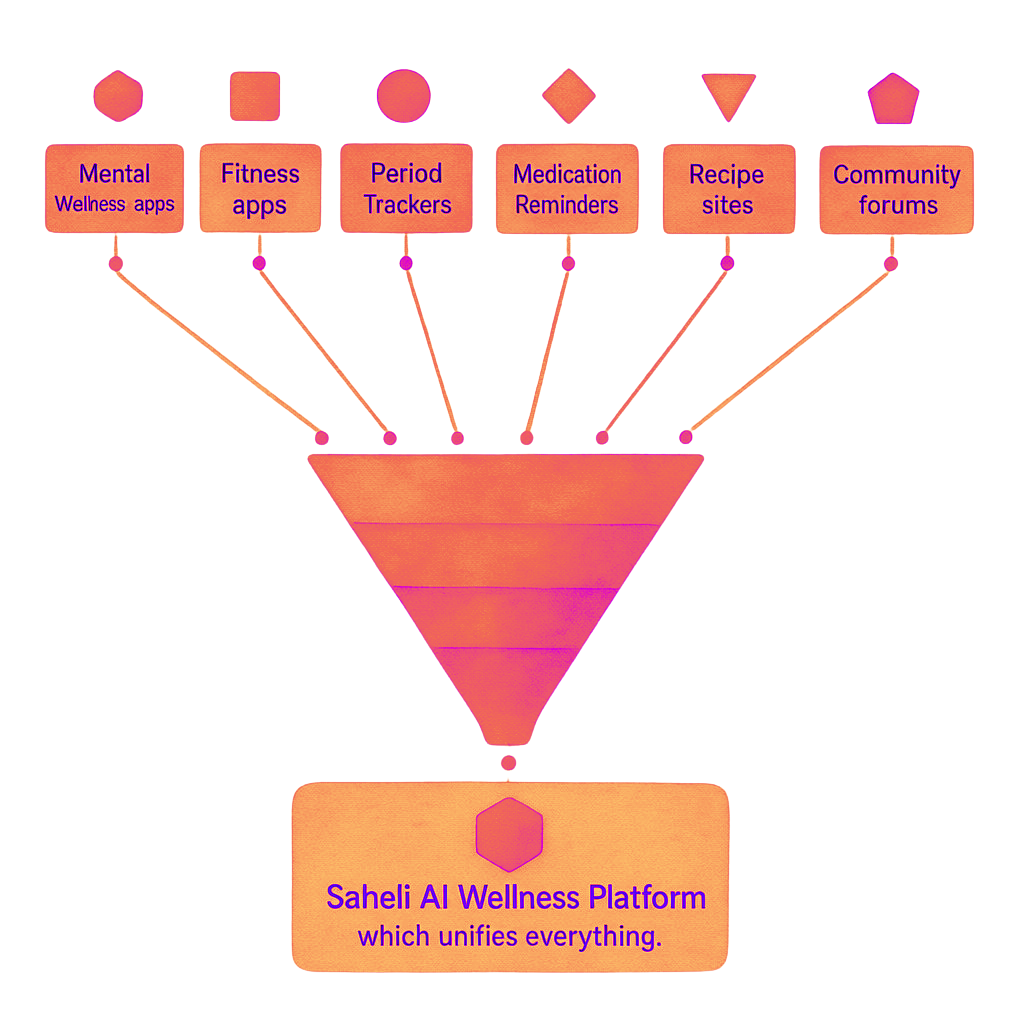 Mental
Wellness apps
Fitness
apps
Period
Trackers
Medication
Reminders
Recipe
sites
Community
forums
Saheli AI Wellness Platform
which unifies everything.